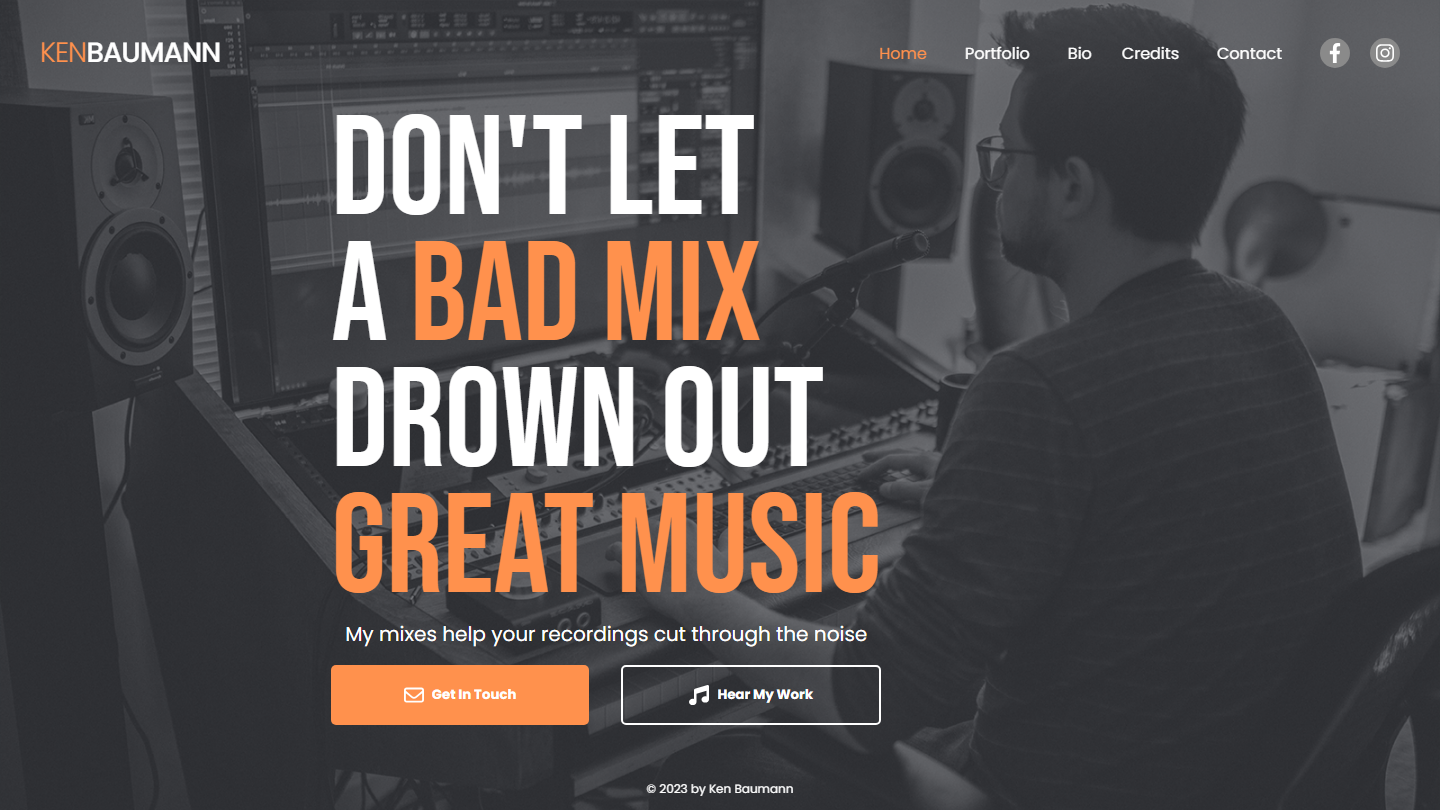 KENBAUMANN
Home Portfolio Bio Credits Contact
DON'T LET
A BAD MIX
DROWN OUT
GREAT MUSIC
My mixes help your recordings cut through the noise
Get In Touch
Hear My Work
© 2023 by Ken Baumann